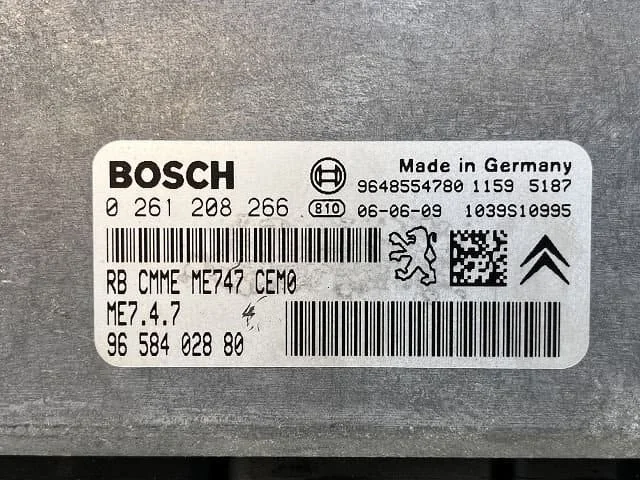 BOSCH
Made in Germany
9648554780 1159 5187
0 261 208 266 810 06-06-09 1039S10995
RB CMME ME747 CEM0
ME7.4.7
96 584 028 80